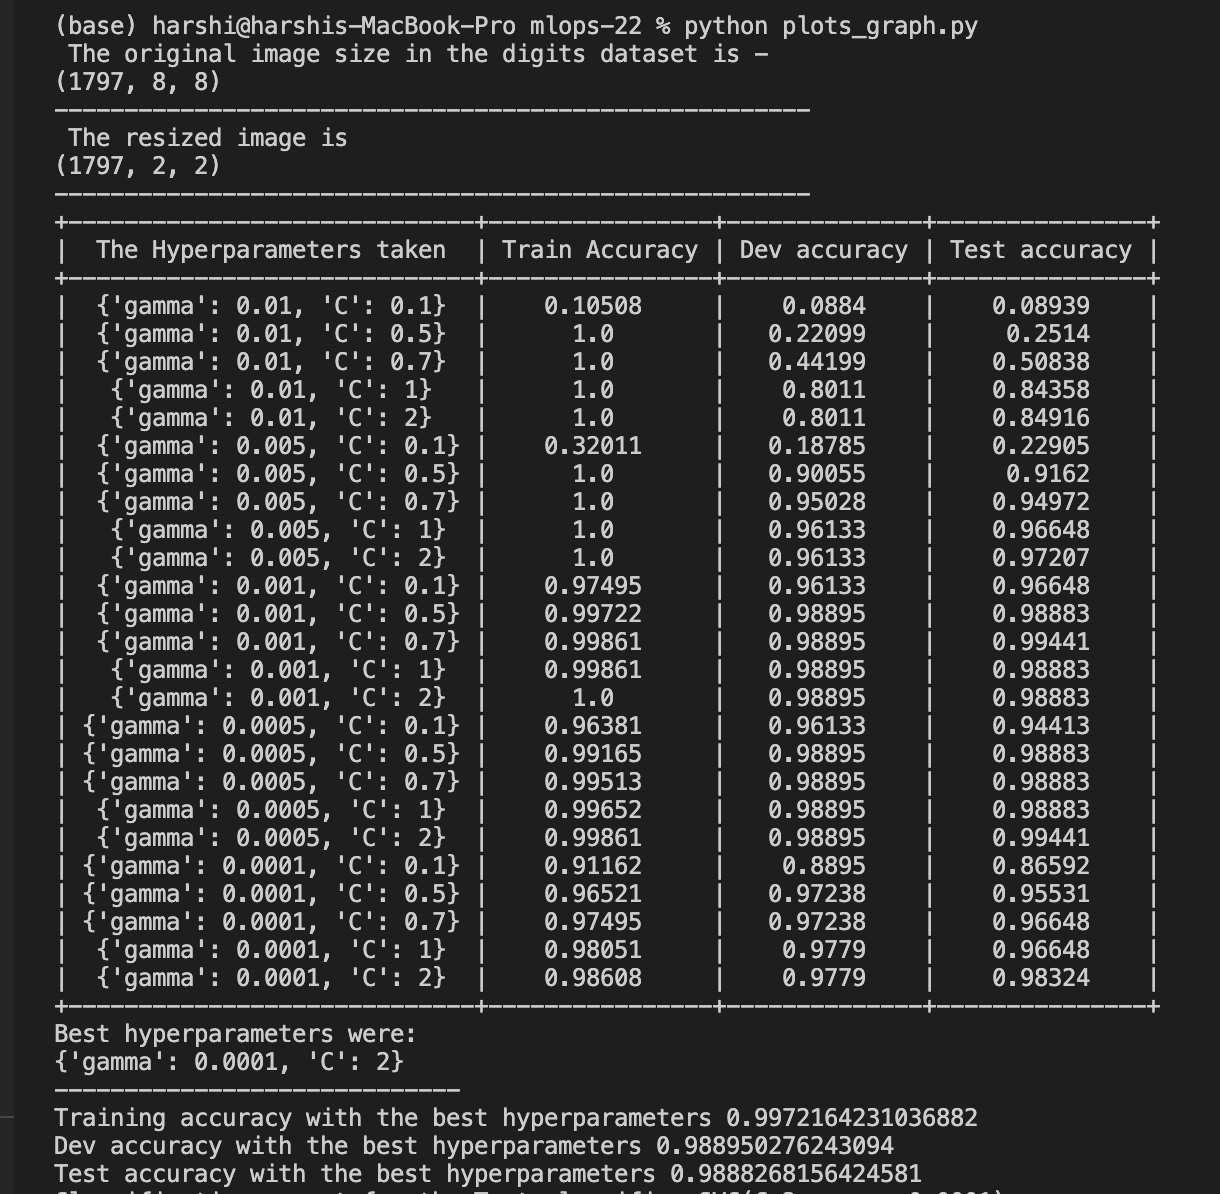 (base) harshi@harshis-MacBook-Pro mlops-22 % python plots_graph.py
The original image size in the digits dataset is -
(1797, 8, 8)
------------------------------------------------------
The resized image is
(1797, 2, 2)
------------------------------------------------------
+-----------------------------+----------------+--------------+---------------+
| The Hyperparameters taken | Train Accuracy | Dev accuracy | Test accuracy |
+-----------------------------+----------------+--------------+---------------+
| {'gamma': 0.01, 'C': 0.1} | 0.10508 | 0.0884 | 0.08939 |
| {'gamma': 0.01, 'C': 0.5} | 1.0 | 0.22099 | 0.2514 |
| {'gamma': 0.01, 'C': 0.7} | 1.0 | 0.44199 | 0.50838 |
| {'gamma': 0.01, 'C': 1} | 1.0 | 0.8011 | 0.84358 |
| {'gamma': 0.01, 'C': 2} | 1.0 | 0.8011 | 0.84916 |
| {'gamma': 0.005, 'C': 0.1} | 0.32011 | 0.18785 | 0.22905 |
| {'gamma': 0.005, 'C': 0.5} | 1.0 | 0.90055 | 0.9162 |
| {'gamma': 0.005, 'C': 0.7} | 1.0 | 0.95028 | 0.94972 |
| {'gamma': 0.005, 'C': 1} | 1.0 | 0.96133 | 0.96648 |
| {'gamma': 0.005, 'C': 2} | 1.0 | 0.96133 | 0.97207 |
| {'gamma': 0.001, 'C': 0.1} | 0.97495 | 0.96133 | 0.96648 |
| {'gamma': 0.001, 'C': 0.5} | 0.99722 | 0.98895 | 0.98883 |
| {'gamma': 0.001, 'C': 0.7} | 0.99861 | 0.98895 | 0.99441 |
| {'gamma': 0.001, 'C': 1} | 0.99861 | 0.98895 | 0.98883 |
| {'gamma': 0.001, 'C': 2} | 1.0 | 0.98895 | 0.98883 |
| {'gamma': 0.0005, 'C': 0.1} | 0.96381 | 0.96133 | 0.94413 |
| {'gamma': 0.0005, 'C': 0.5} | 0.99165 | 0.98895 | 0.98883 |
| {'gamma': 0.0005, 'C': 0.7} | 0.99513 | 0.98895 | 0.98883 |
| {'gamma': 0.0005, 'C': 1} | 0.99652 | 0.98895 | 0.98883 |
| {'gamma': 0.0005, 'C': 2} | 0.99861 | 0.98895 | 0.99441 |
| {'gamma': 0.0001, 'C': 0.1} | 0.91162 | 0.8895 | 0.86592 |
| {'gamma': 0.0001, 'C': 0.5} | 0.96521 | 0.97238 | 0.95531 |
| {'gamma': 0.0001, 'C': 0.7} | 0.97495 | 0.97238 | 0.96648 |
| {'gamma': 0.0001, 'C': 1} | 0.98051 | 0.9779 | 0.96648 |
| {'gamma': 0.0001, 'C': 2} | 0.98608 | 0.9779 | 0.98324 |
+-----------------------------+----------------+--------------+---------------+
Best hyperparameters were:
{'gamma': 0.0001, 'C': 2}
-----------------------------
Training accuracy with the best hyperparameters 0.9972164231036882
Dev accuracy with the best hyperparameters 0.988950276243094
Test accuracy with the best hyperparameters 0.9888268156424581